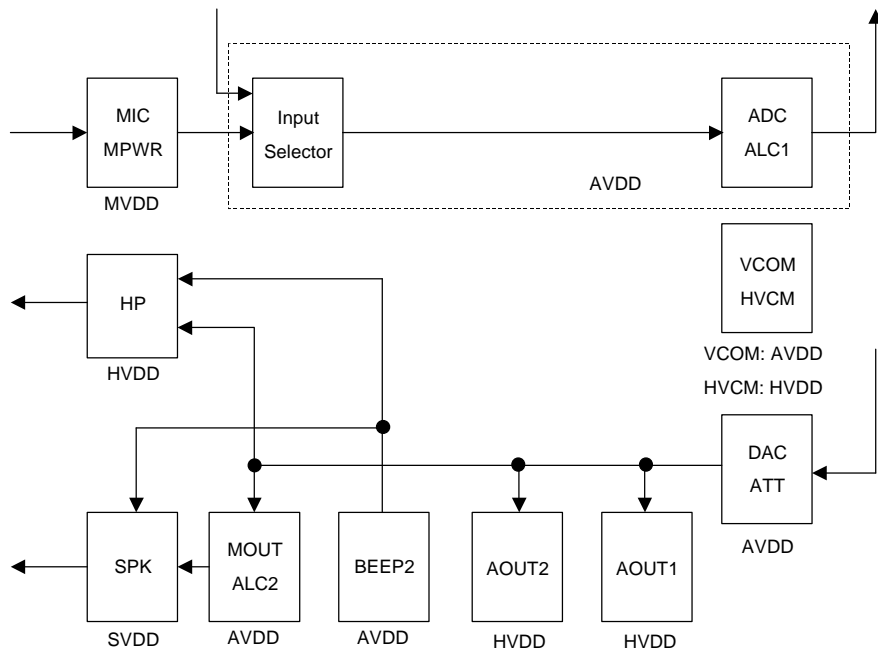 MIC
MPWR
MVDD
Input
Selector
ADC
ALC1
AVDD
VCOM
HVCM
VCOM: AVDD
HVCM: HVDD
HP
HVDD
DAC
ATT
AVDD
SPK
SVDD
MOUT
ALC2
AVDD
BEEP2
AVDD
AOUT2
HVDD
AOUT1
HVDD